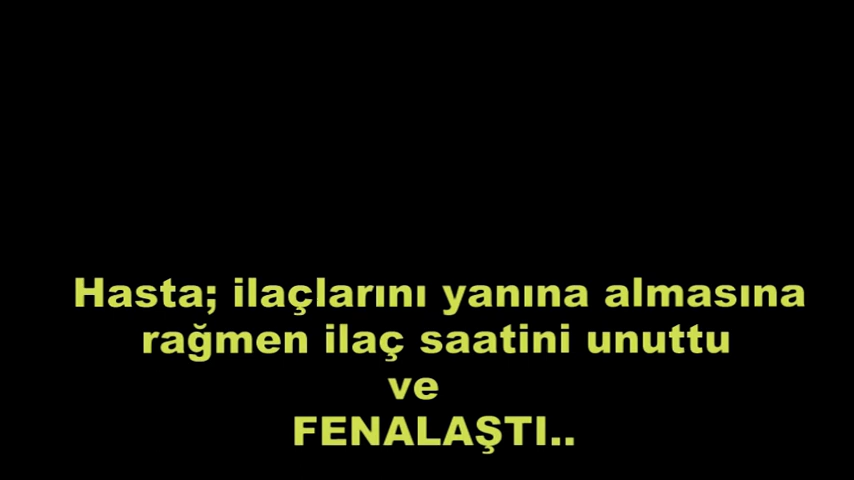 Hasta; ilaçlarını yanına almasına
rağmen ilaç saatini unuttu
ve
FENALAŞTI..